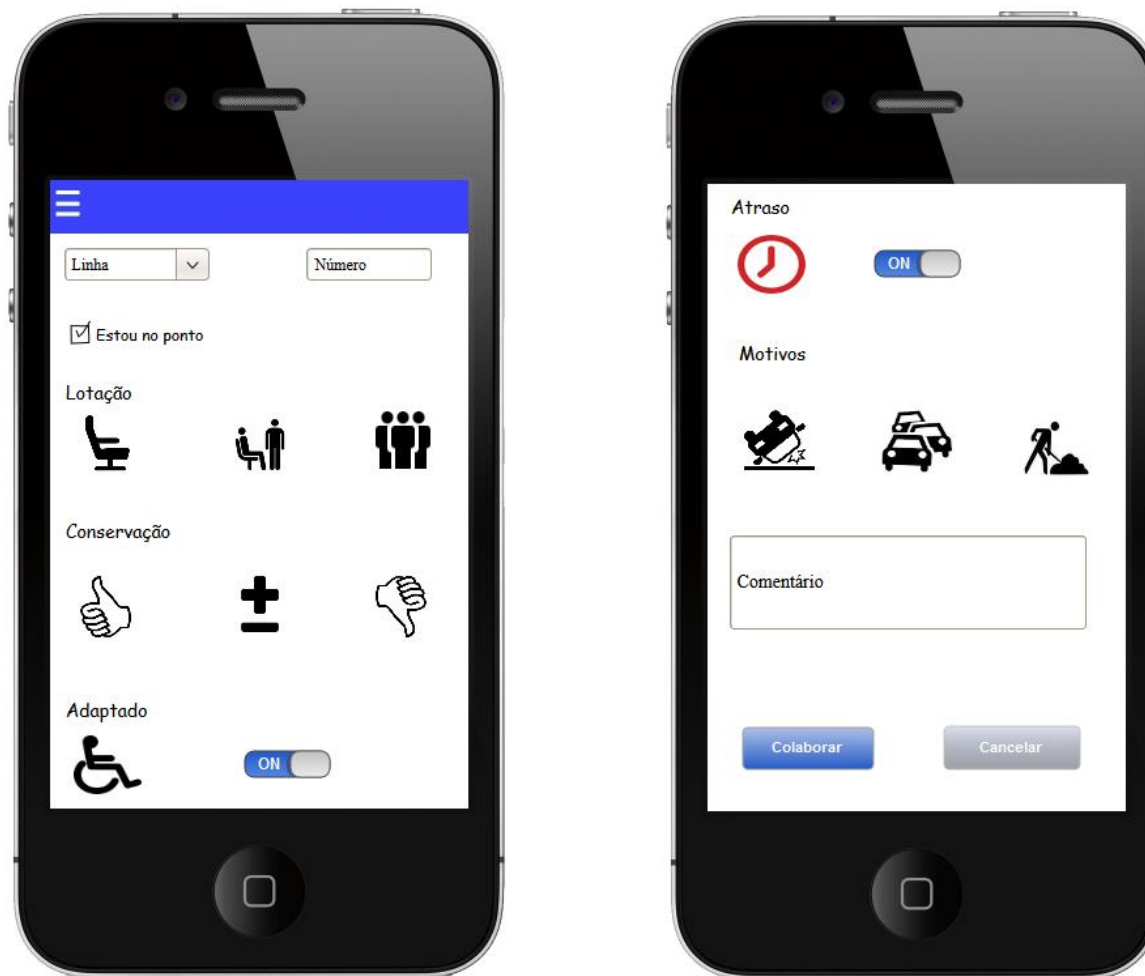 Linha
Número
Estou no ponto
Lotação
Conservação
Adaptado
ON
Atraso
ON
Motivos
Comentário
Colaborar
Cancelar